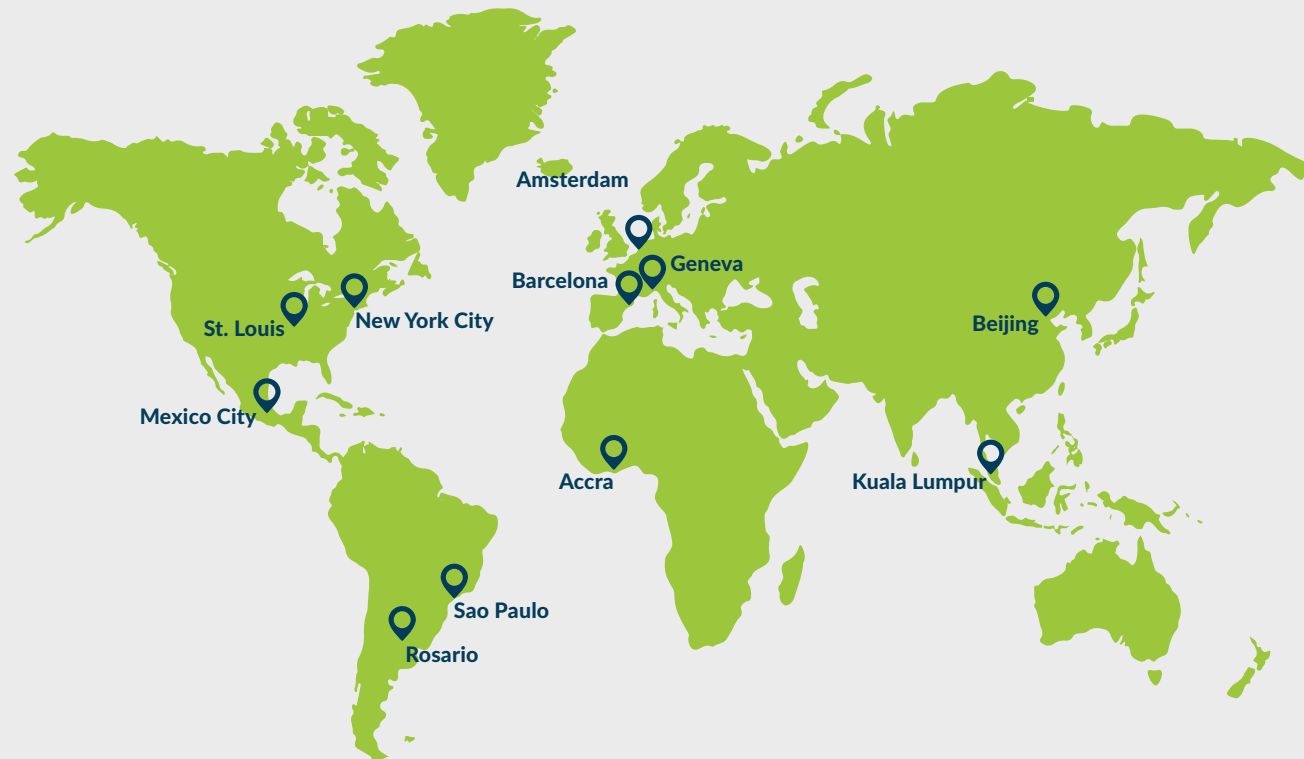 Amsterdam
Geneva
Barcelona
New York City
St. Louis
Beijing
Mexico City
Accra
Kuala Lumpur
Sao Paulo
Rosario